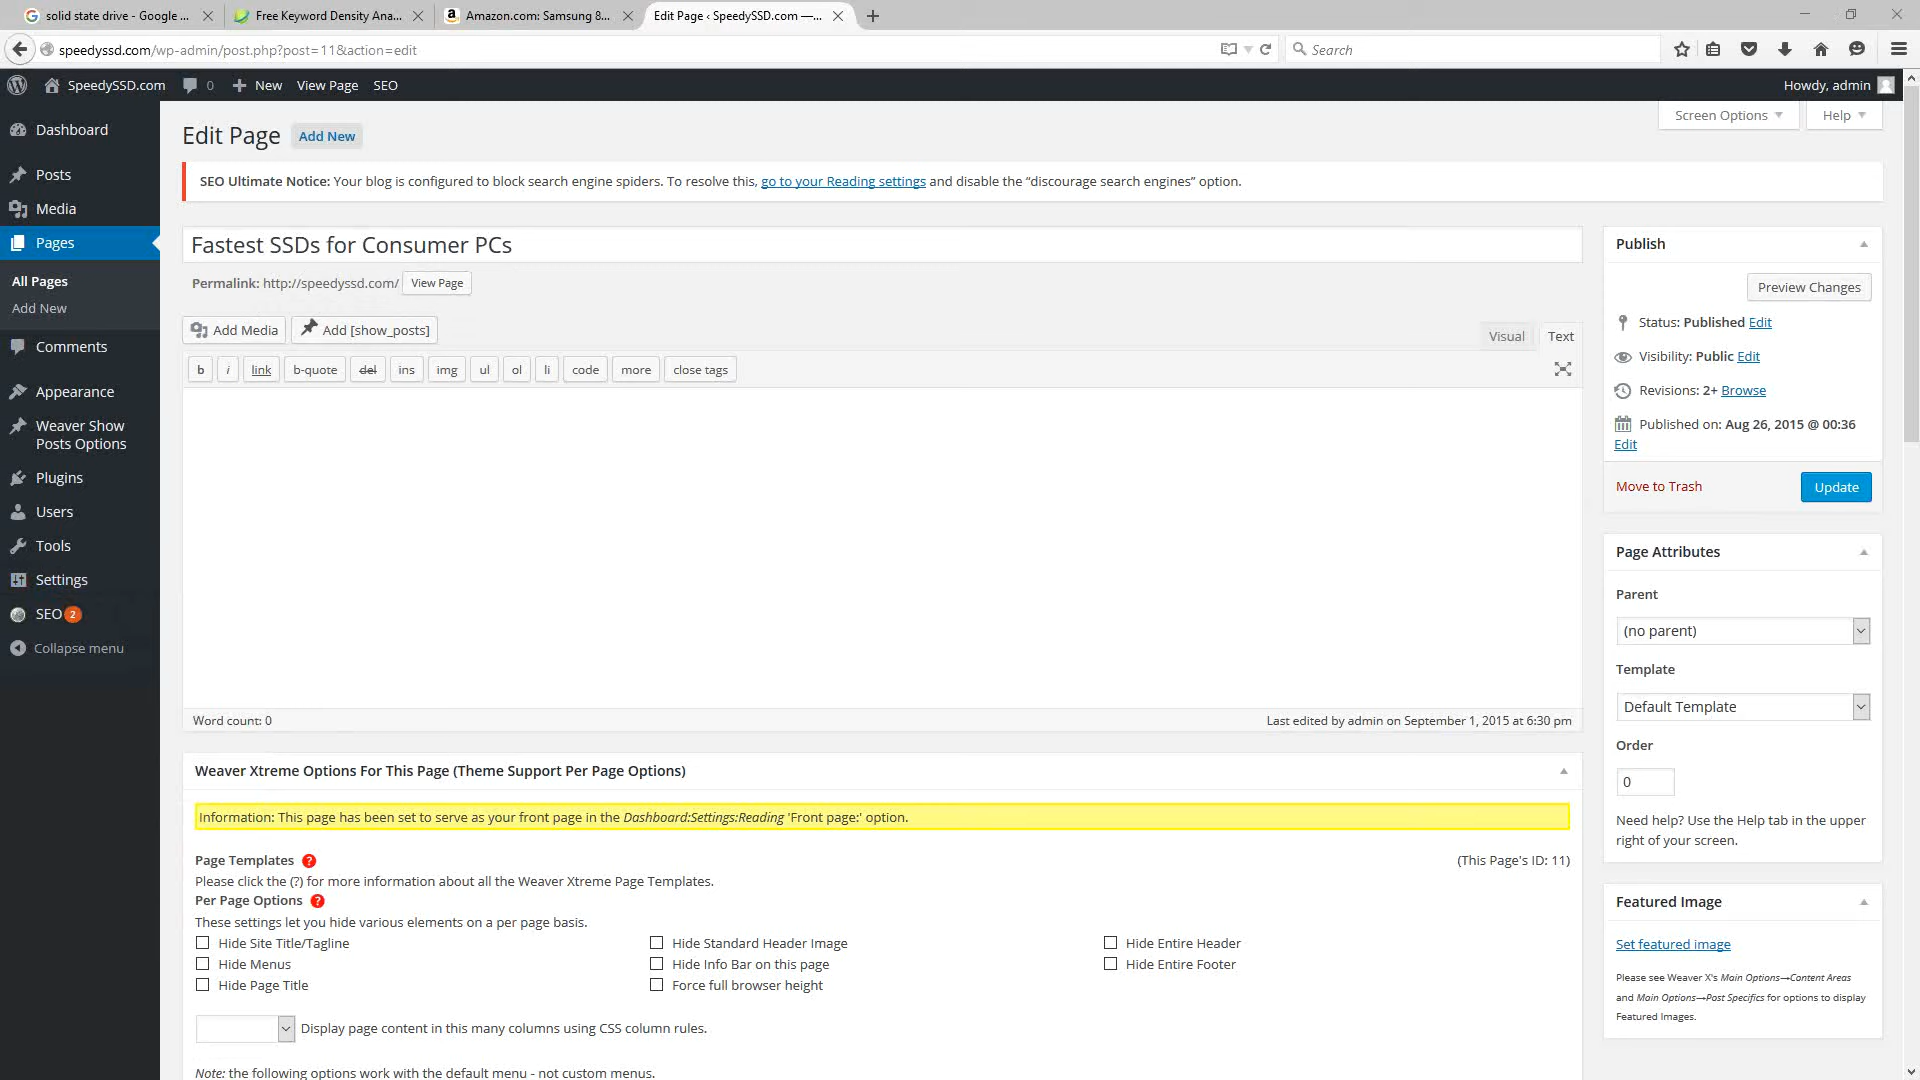 solid state drive - Google ...
Free Keyword Density Ana...
Amazon.com: Samsung 8...
Edit Page ‹ SpeedySSD.com —...
speedyssd.com/wp-admin/post.php?post=11&action=edit
Search
SpeedySSD.com
0
New
View Page
SEO
Howdy, admin
Dashboard
Posts
Media
Pages
All Pages
Add New
Comments
Appearance
Weaver Show
Posts Options
Plugins
Users
Tools
Settings
SEO 2
Collapse menu
Screen Options
Help
Edit Page
Add New
SEO Ultimate Notice: Your blog is configured to block search engine spiders. To resolve this, go to your Reading settings and disable the “discourage search engines” option.
Fastest SSDs for Consumer PCs
Permalink: http://speedyssd.com/
View Page
Add Media
Add [show_posts]
Visual
Text
b
i
link
b-quote
del
ins
img
ul
ol
li
code
more
close tags
Word count: 0
Last edited by admin on September 1, 2015 at 6:30 pm
Weaver Xtreme Options For This Page (Theme Support Per Page Options)
Information: This page has been set to serve as your front page in the Dashboard:Settings:Reading 'Front page:' option.
Page Templates ?
(This Page's ID: 11)
Please click the (?) for more information about all the Weaver Xtreme Page Templates.
Per Page Options ?
These settings let you hide various elements on a per page basis.
Hide Site Title/Tagline
Hide Standard Header Image
Hide Entire Header
Hide Menus
Hide Info Bar on this page
Hide Entire Footer
Hide Page Title
Force full browser height
Display page content in this many columns using CSS column rules.
Note: the following options work with the default menu - not custom menus.
Publish
Preview Changes
Status: Published Edit
Visibility: Public Edit
Revisions: 2+ Browse
Published on: Aug 26, 2015 @ 00:36
Edit
Move to Trash
Update
Page Attributes
Parent
(no parent)
Template
Default Template
Order
0
Need help? Use the Help tab in the upper
right of your screen.
Featured Image
Set featured image
Please see Weaver X's Main Options→Content Areas
and Main Options→Post Specifics for options to display
Featured Images.